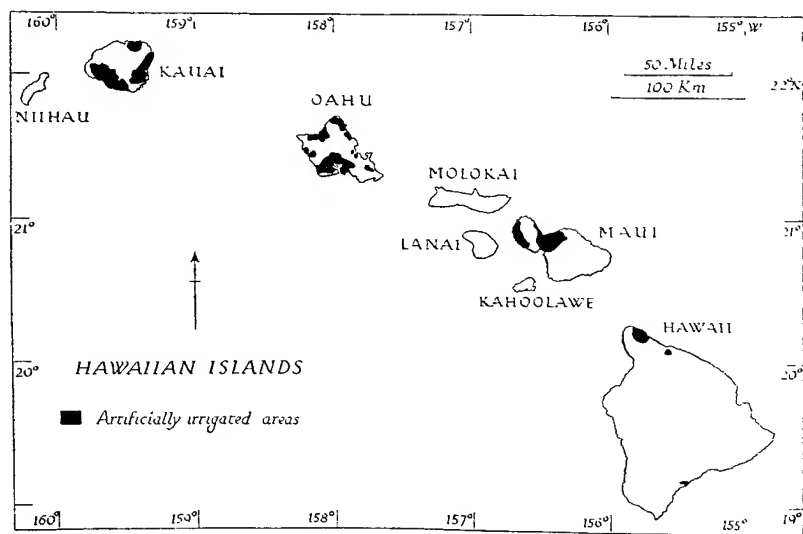 160° 159° 158° 157° 156° 155° W
50 Miles
100 Km
22°N
KAUAI
NIIHAU
OAHU
MOLOKAI
21° 21°
LANAI
MAUI
KAHOOLAWE
HAWAII
20° 20°
HAWAIIAN ISLANDS
Artificially irrigated areas
160° 159° 158° 157° 156° 155° 19°